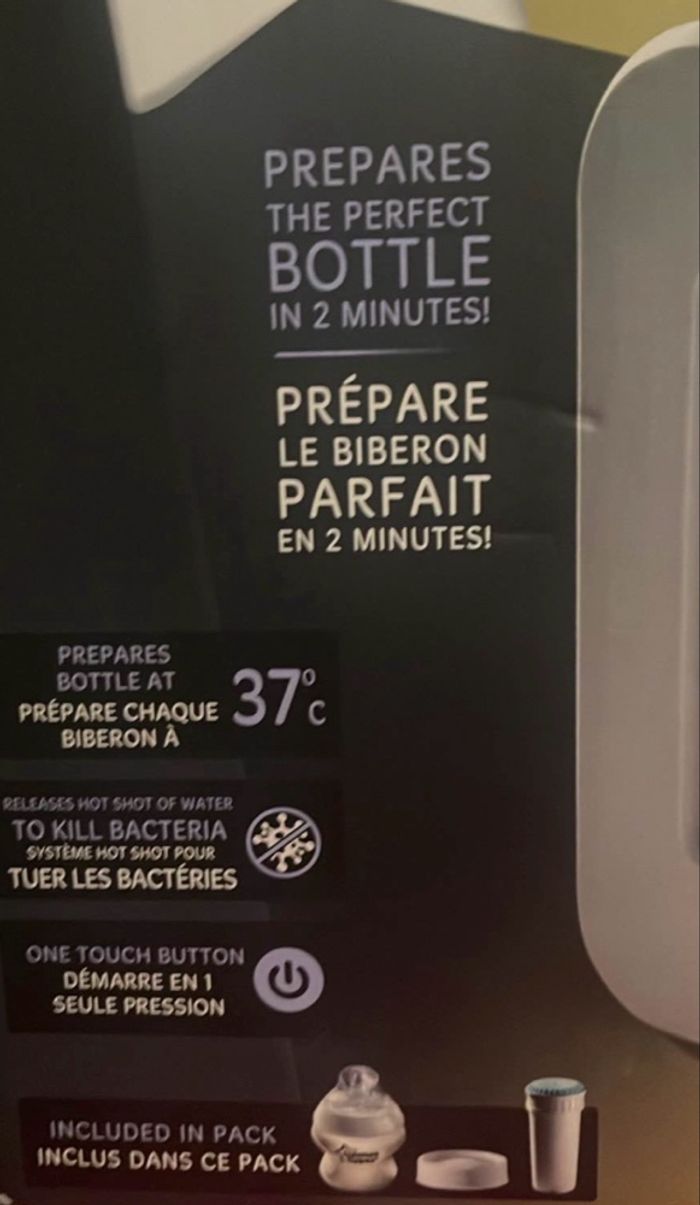 PREPARES
THE PERFECT
BOTTLE
IN 2 MINUTES!
PRÉPARE
LE BIBERON
PARFAIT
EN 2 MINUTES!
PREPARES
BOTTLE AT
PRÉPARE CHAQUE
BIBERON À
37°C
RELEASES HOT SHOT OF WATER
TO KILL BACTERIA
SYSTÈME HOT SHOT POUR
TUER LES BACTÉRIES
ONE TOUCH BUTTON
DÉMARRE EN 1
SEULE PRESSION
INCLUDED IN PACK
INCLUS DANS CE PACK